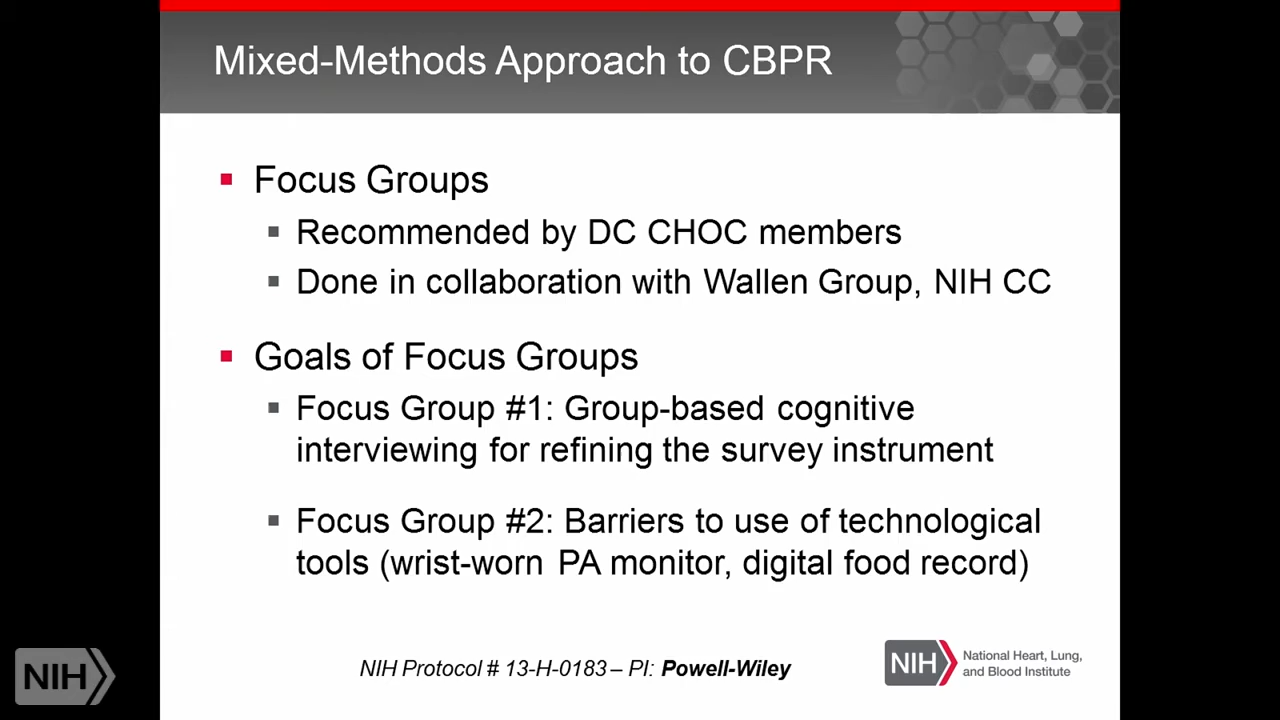 Mixed-Methods Approach to CBPR
Focus Groups
Recommended by DC CHOC members
Done in collaboration with Wallen Group, NIH CC
Goals of Focus Groups
Focus Group #1: Group-based cognitive
interviewing for refining the survey instrument
Focus Group #2: Barriers to use of technological
tools (wrist-worn PA monitor, digital food record)
NIH Protocol # 13-H-0183 – PI: Powell-Wiley
NIH
National Heart, Lung,
and Blood Institute
NIH